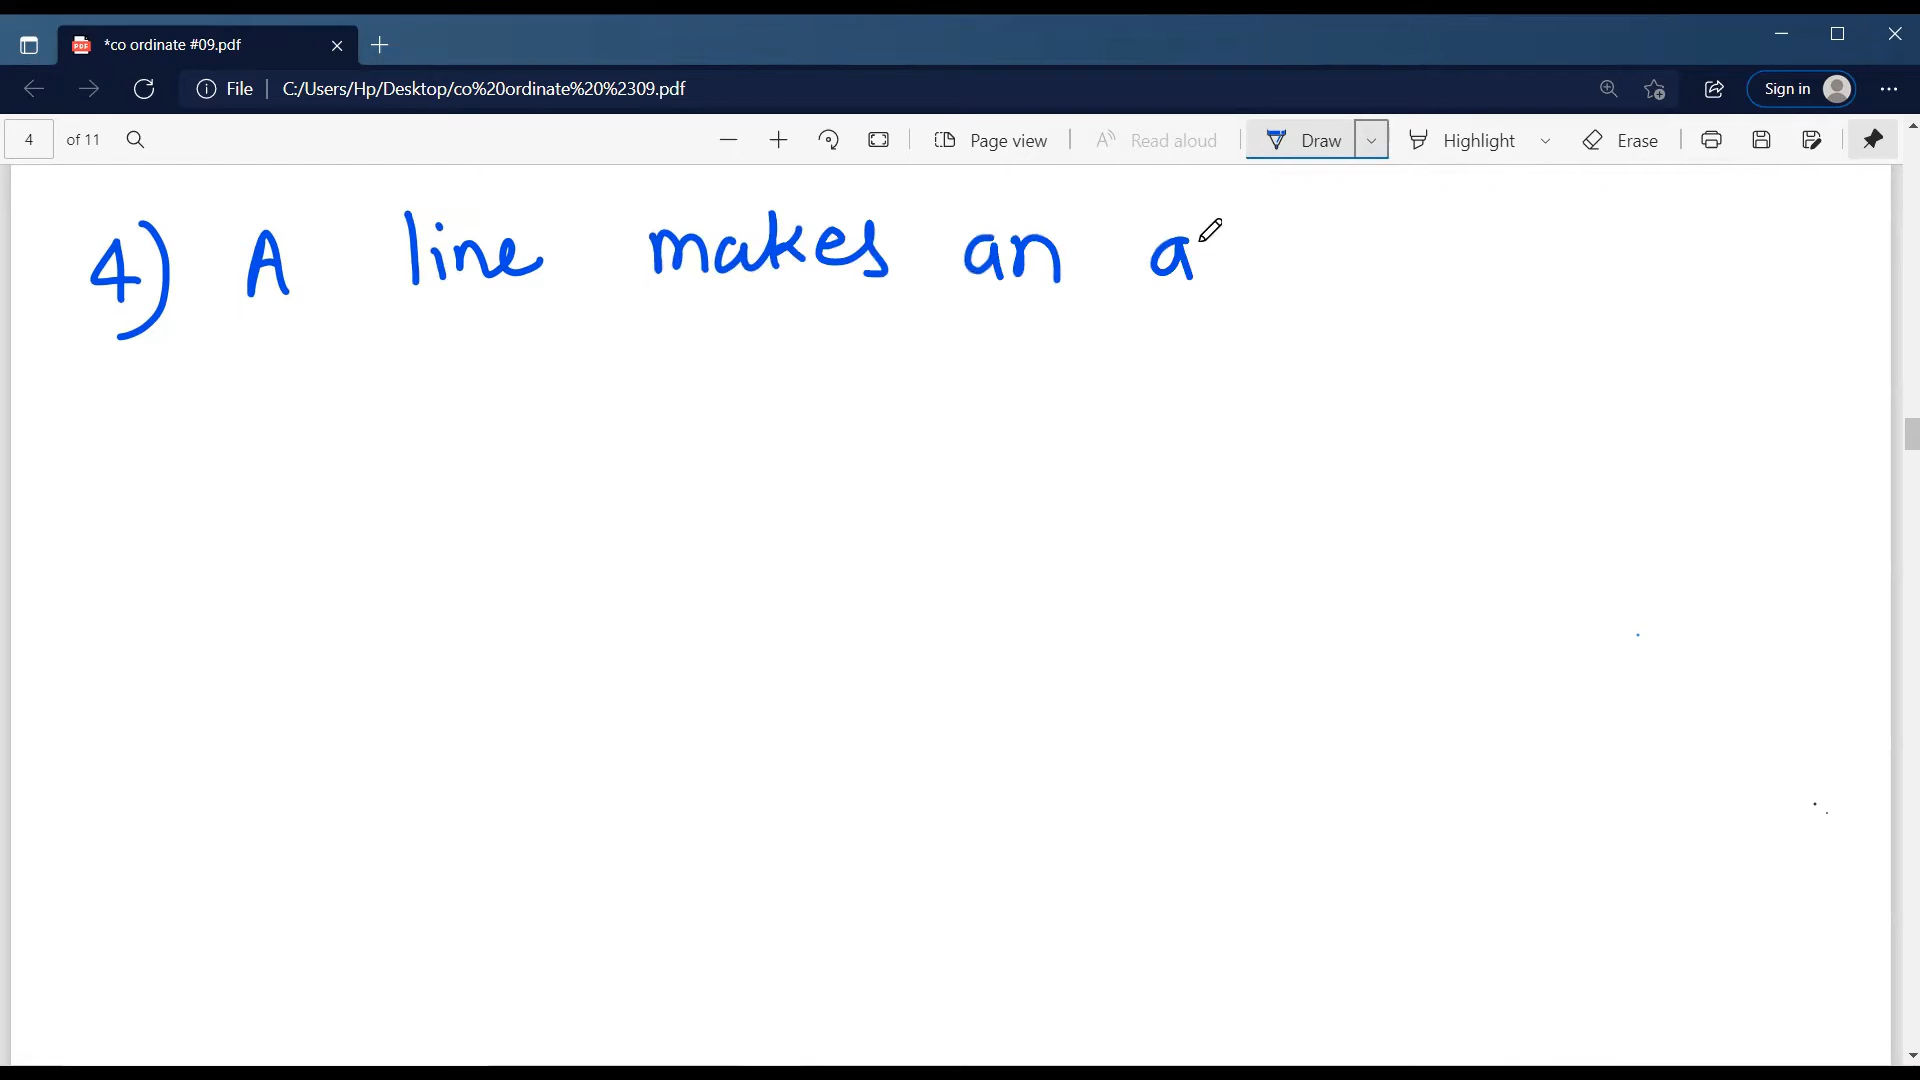 *co ordinate #09.pdf
File | C:/Users/Hp/Desktop/co%20ordinate%20%2309.pdf
Sign in
4 of 11
Page view
Read aloud
Draw
Highlight
Erase
4) A line makes an a